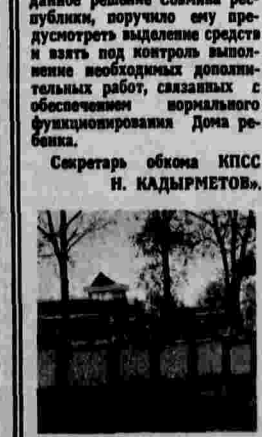 данное решение Совмина рес-
публики, поручило ему пре-
дусмотреть выделение средств
и взять под контроль выпол-
нение необходимых дополни-
тельных работ, связанных с
обеспечением нормального
функционирования Дома ре-
бенка.
Секретарь обкома КПСС
Н. КАДЫРМЕТОВ».